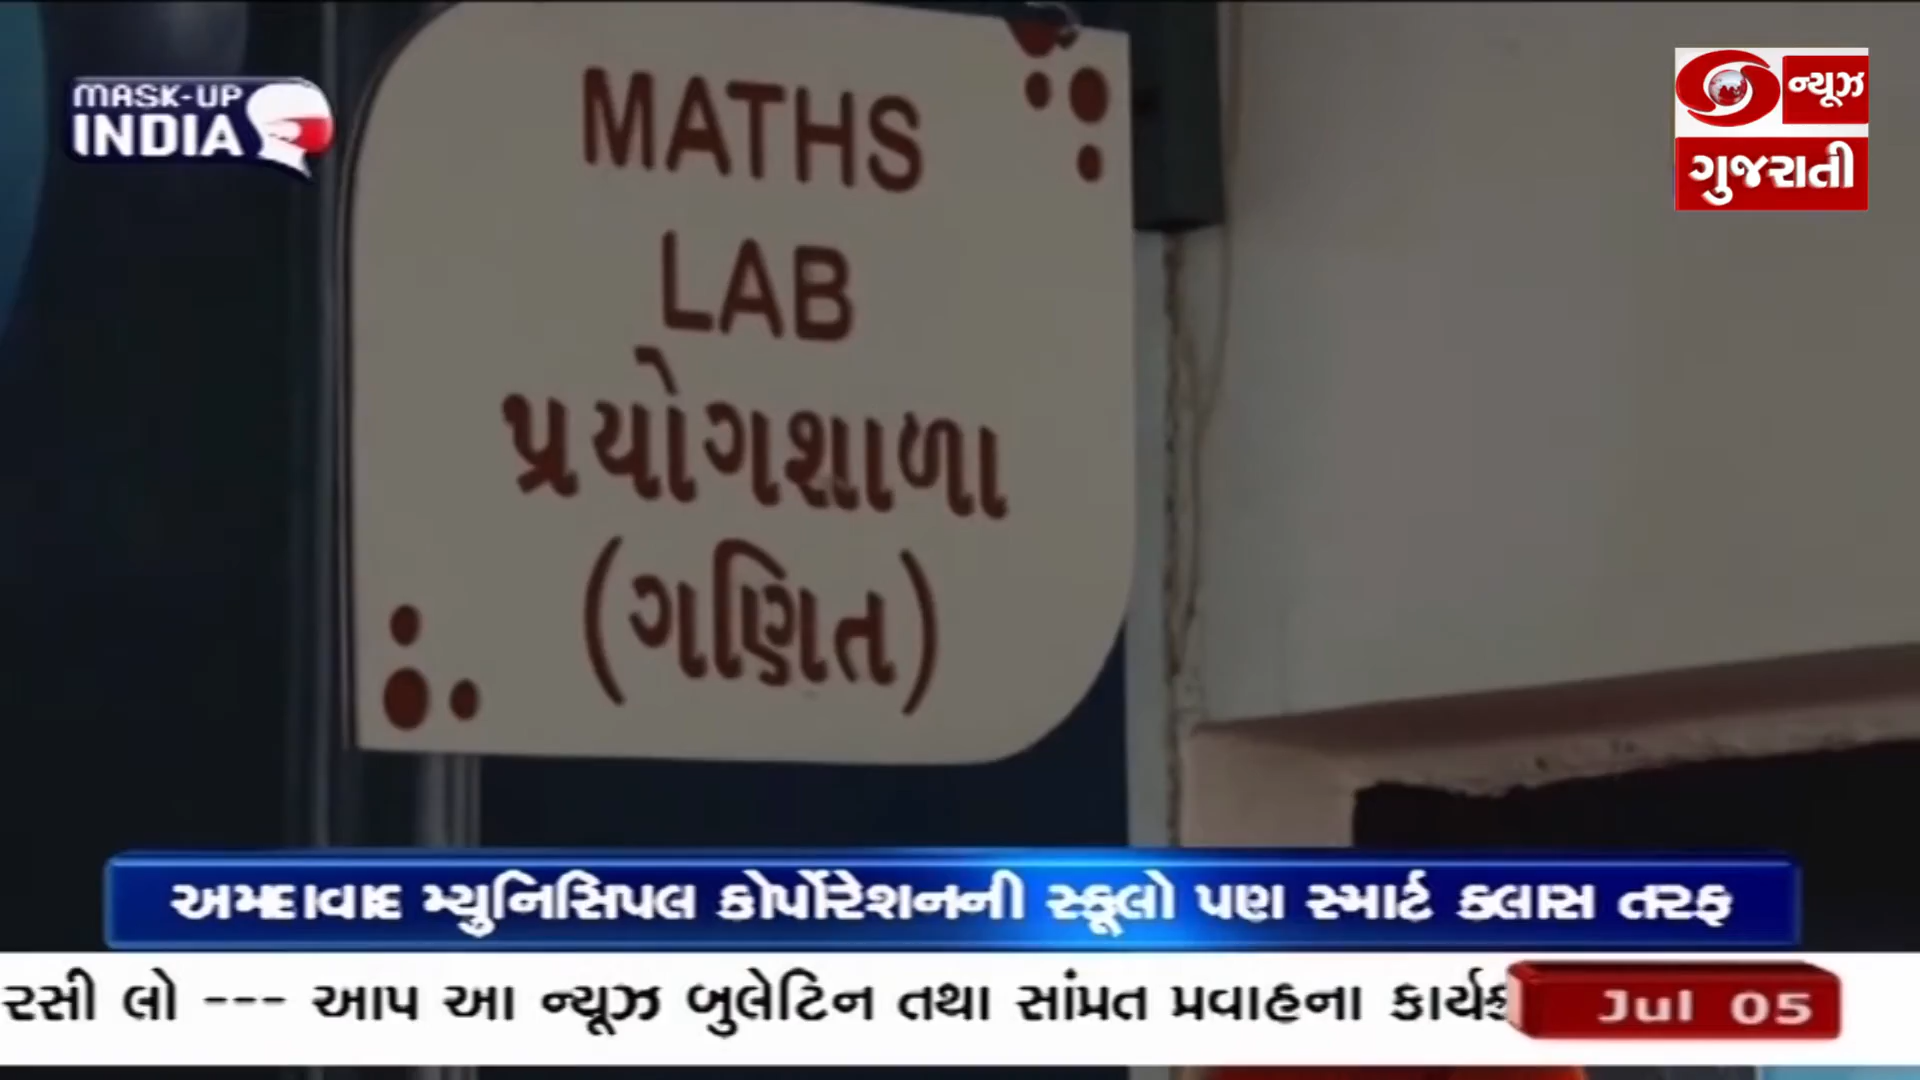 MASK-UP
INDIA
ન્યૂઝ
ગુજરાતી
MATHS
LAB
પ્રયોગશાળા
(ગણિત)
અમદાવાદ મ્યુનિસિપલ કોર્પોરેશનની સ્કૂલો પણ સ્માર્ટ ક્લાસ તરફ
રસી લો --- આપ આ ન્યૂઝ બુલેટિન તથા સાંપ્રત પ્રવાહના
Jul 05